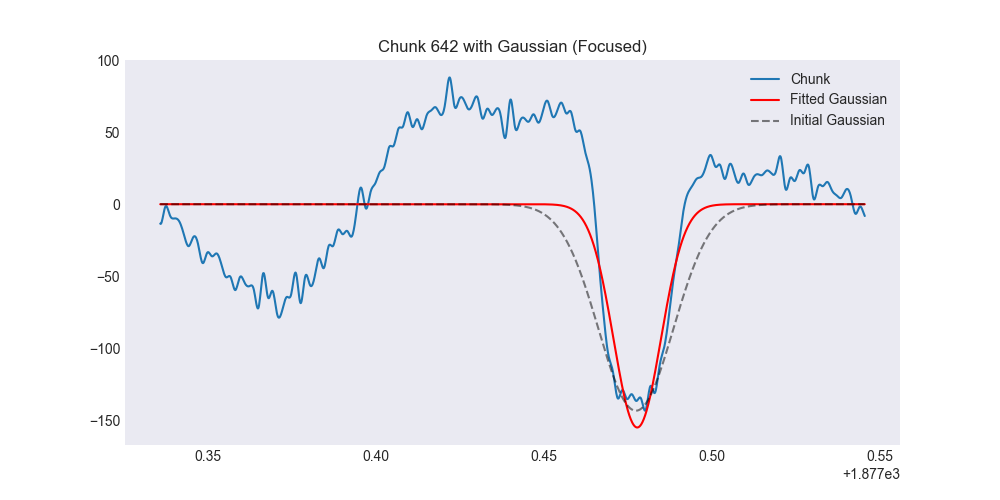 Chunk 642 with Gaussian (Focused)
100
50
0
−50
−100
−150
Chunk
Fitted Gaussian
Initial Gaussian
0.35 0.40 0.45 0.50 0.55
+1.877e3